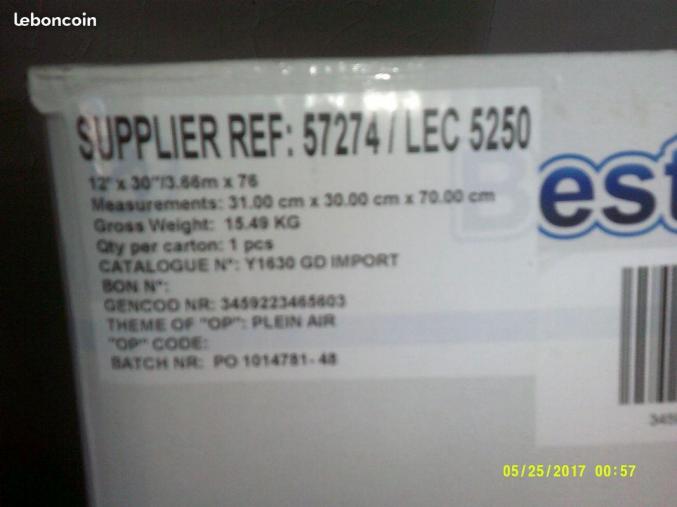 leboncoin
SUPPLIER REF: 57274 / LEC 5250
12" x 30"/3.66m x 76
Measurements: 31.00 cm x 30.00 cm x 70.00 cm
Gross Weight: 15.49 KG
Qty per carton: 1 pcs
CATALOGUE N°: Y1630 GD IMPORT
BON N°:
GENCOD NR: 3459223465603
THEME OF "OP": PLEIN AIR
"OP" CODE:
BATCH NR: PO 1014781- 48
Best
345
05/25/2017 00:57